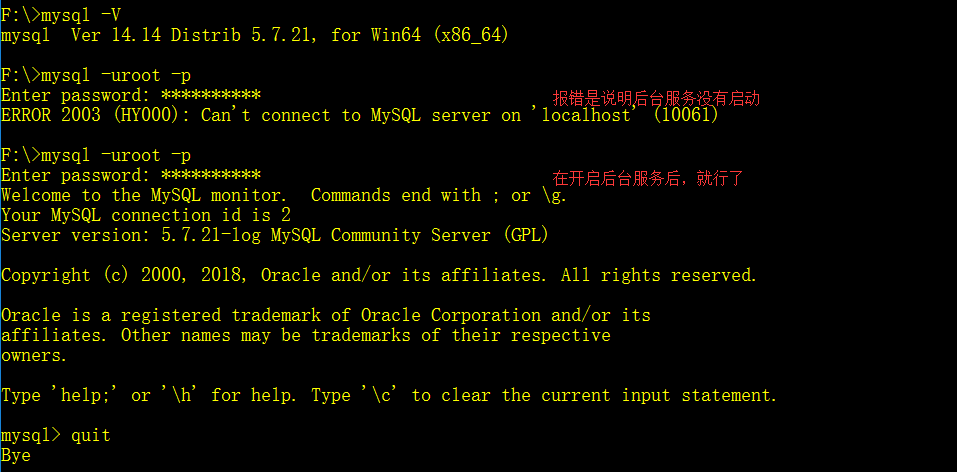 F:\>mysql -V
mysql  Ver 14.14 Distrib 5.7.21, for Win64 (x86_64)
F:\>mysql -uroot -p
Enter password: **********
报错是说明后台服务没有启动
ERROR 2003 (HY000): Can't connect to MySQL server on 'localhost' (10061)
F:\>mysql -uroot -p
Enter password: **********
在开启后台服务后，就行了
Welcome to the MySQL monitor.  Commands end with ; or \g.
Your MySQL connection id is 2
Server version: 5.7.21-log MySQL Community Server (GPL)
Copyright (c) 2000, 2018, Oracle and/or its affiliates. All rights reserved.
Oracle is a registered trademark of Oracle Corporation and/or its
affiliates. Other names may be trademarks of their respective
owners.
Type 'help;' or '\h' for help. Type '\c' to clear the current input statement.
mysql> quit
Bye